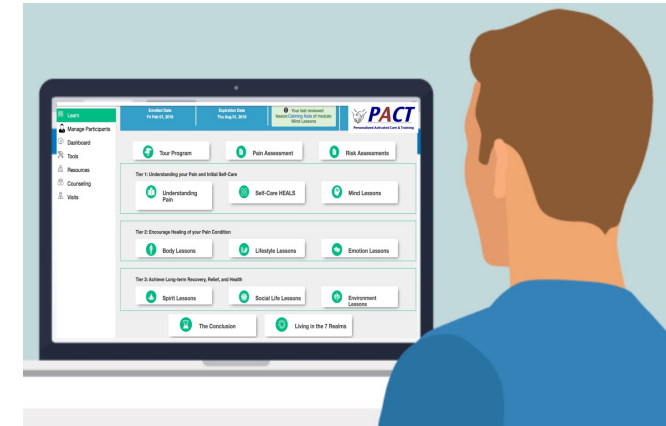 Learn
Manage Participants
Dashboard
Tools
Resources
Counseling
Visits
Enrolled Date
Fri Feb 01, 2019
Expiration Date
Thu Aug 01, 2019
Your last reviewed
lesson:Calming Rule of module:
Mind Lessons
PACT
Personalized Activated Care & Training
Tour Program
Pain Assessment
Risk Assessments
Tier 1: Understanding your Pain and Initial Self-Care
Understanding
Pain
Self-Care HEALS
Mind Lessons
Tier 2: Encourage Healing of your Pain Condition
Body Lessons
Lifestyle Lessons
Emotion Lessons
Tier 3: Achieve Long-term Recovery, Relief, and Health
Spirit Lessons
Social Life Lessons
Environment
Lessons
The Conclusion
Living in the 7 Realms